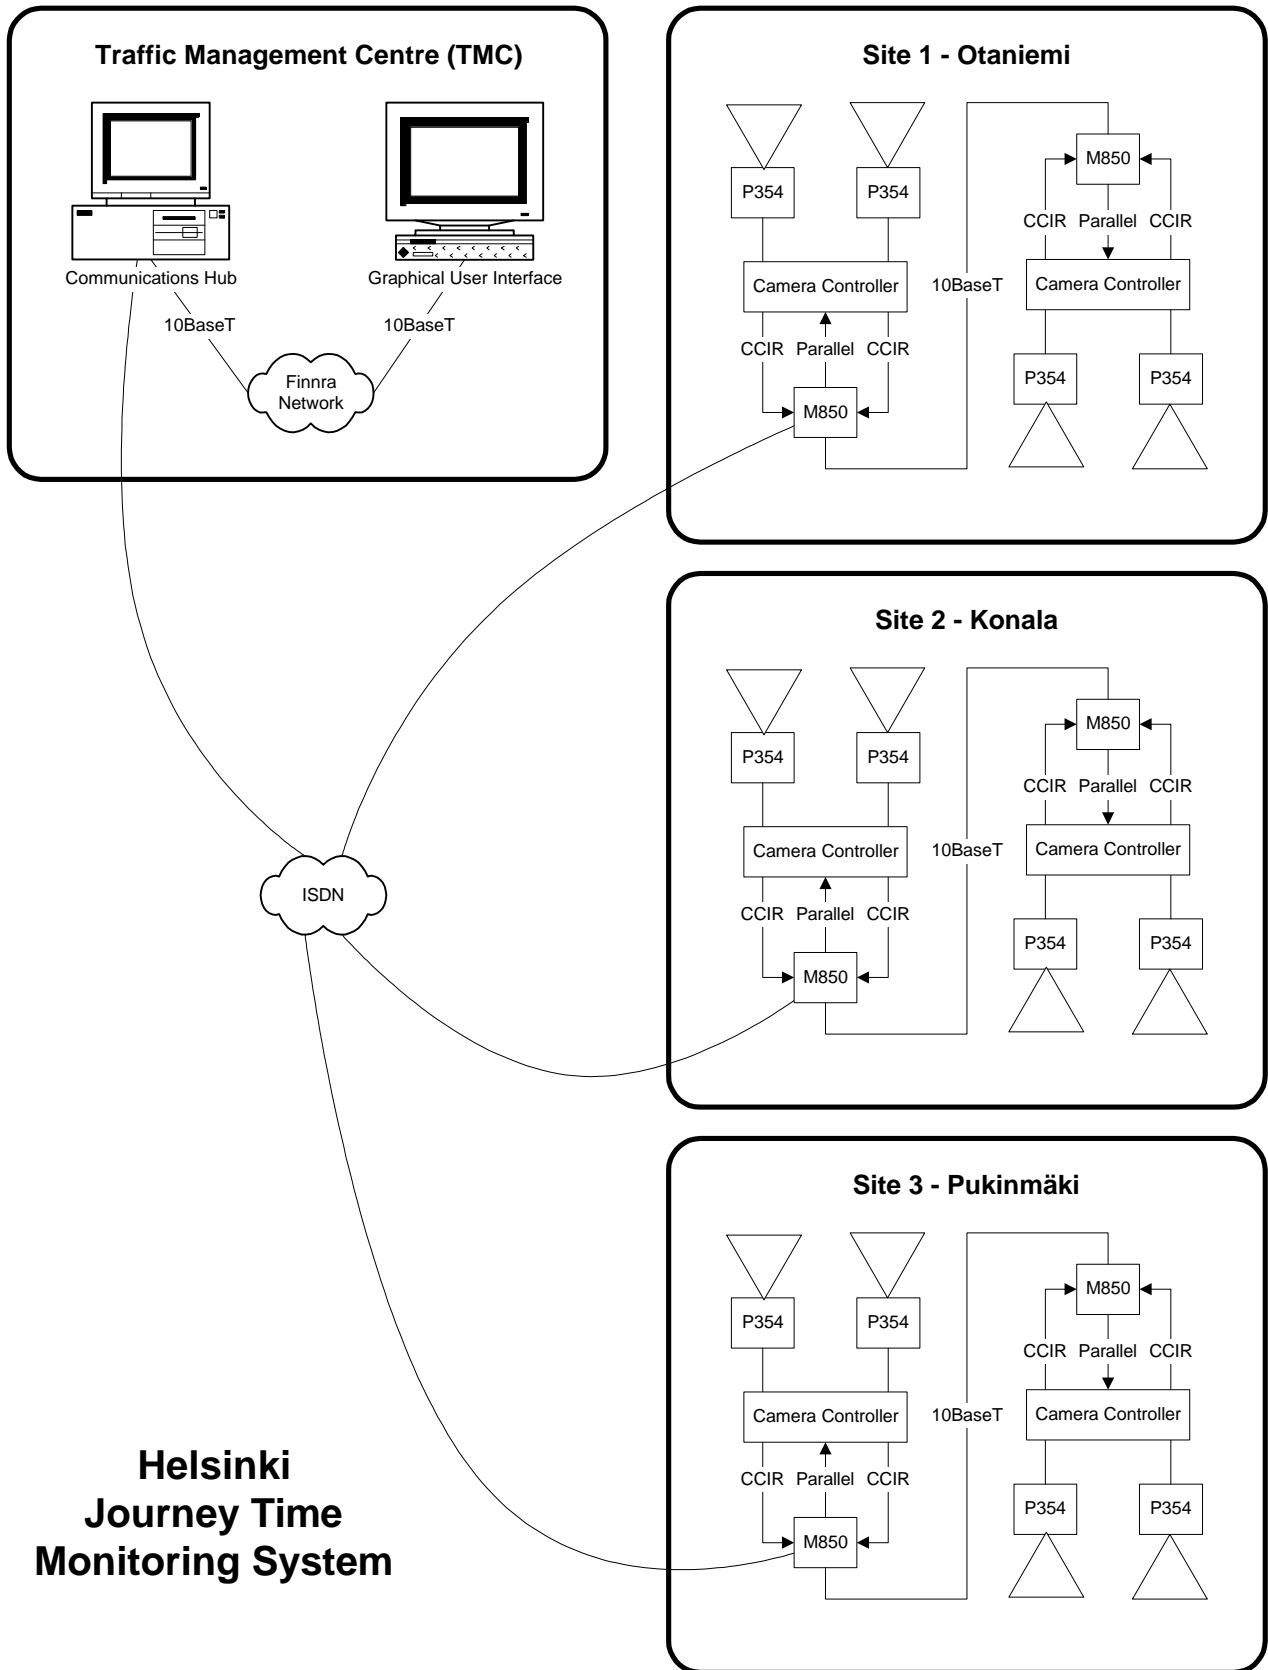 Traffic Management Centre (TMC)
Communications Hub
Graphical User Interface
10BaseT
10BaseT
Finnra
Network
Site 1 - Otaniemi
M850
P354
P354
CCIR
Parallel
CCIR
Camera Controller
10BaseT
Camera Controller
CCIR
Parallel
CCIR
P354
P354
M850
Site 2 - Konala
M850
P354
P354
CCIR
Parallel
CCIR
Camera Controller
10BaseT
Camera Controller
ISDN
CCIR
Parallel
CCIR
P354
P354
M850
Site 3 - Pukinmäki
M850
P354
P354
CCIR
Parallel
CCIR
Camera Controller
10BaseT
Camera Controller
CCIR
Parallel
CCIR
P354
P354
M850
Helsinki
Journey Time
Monitoring System